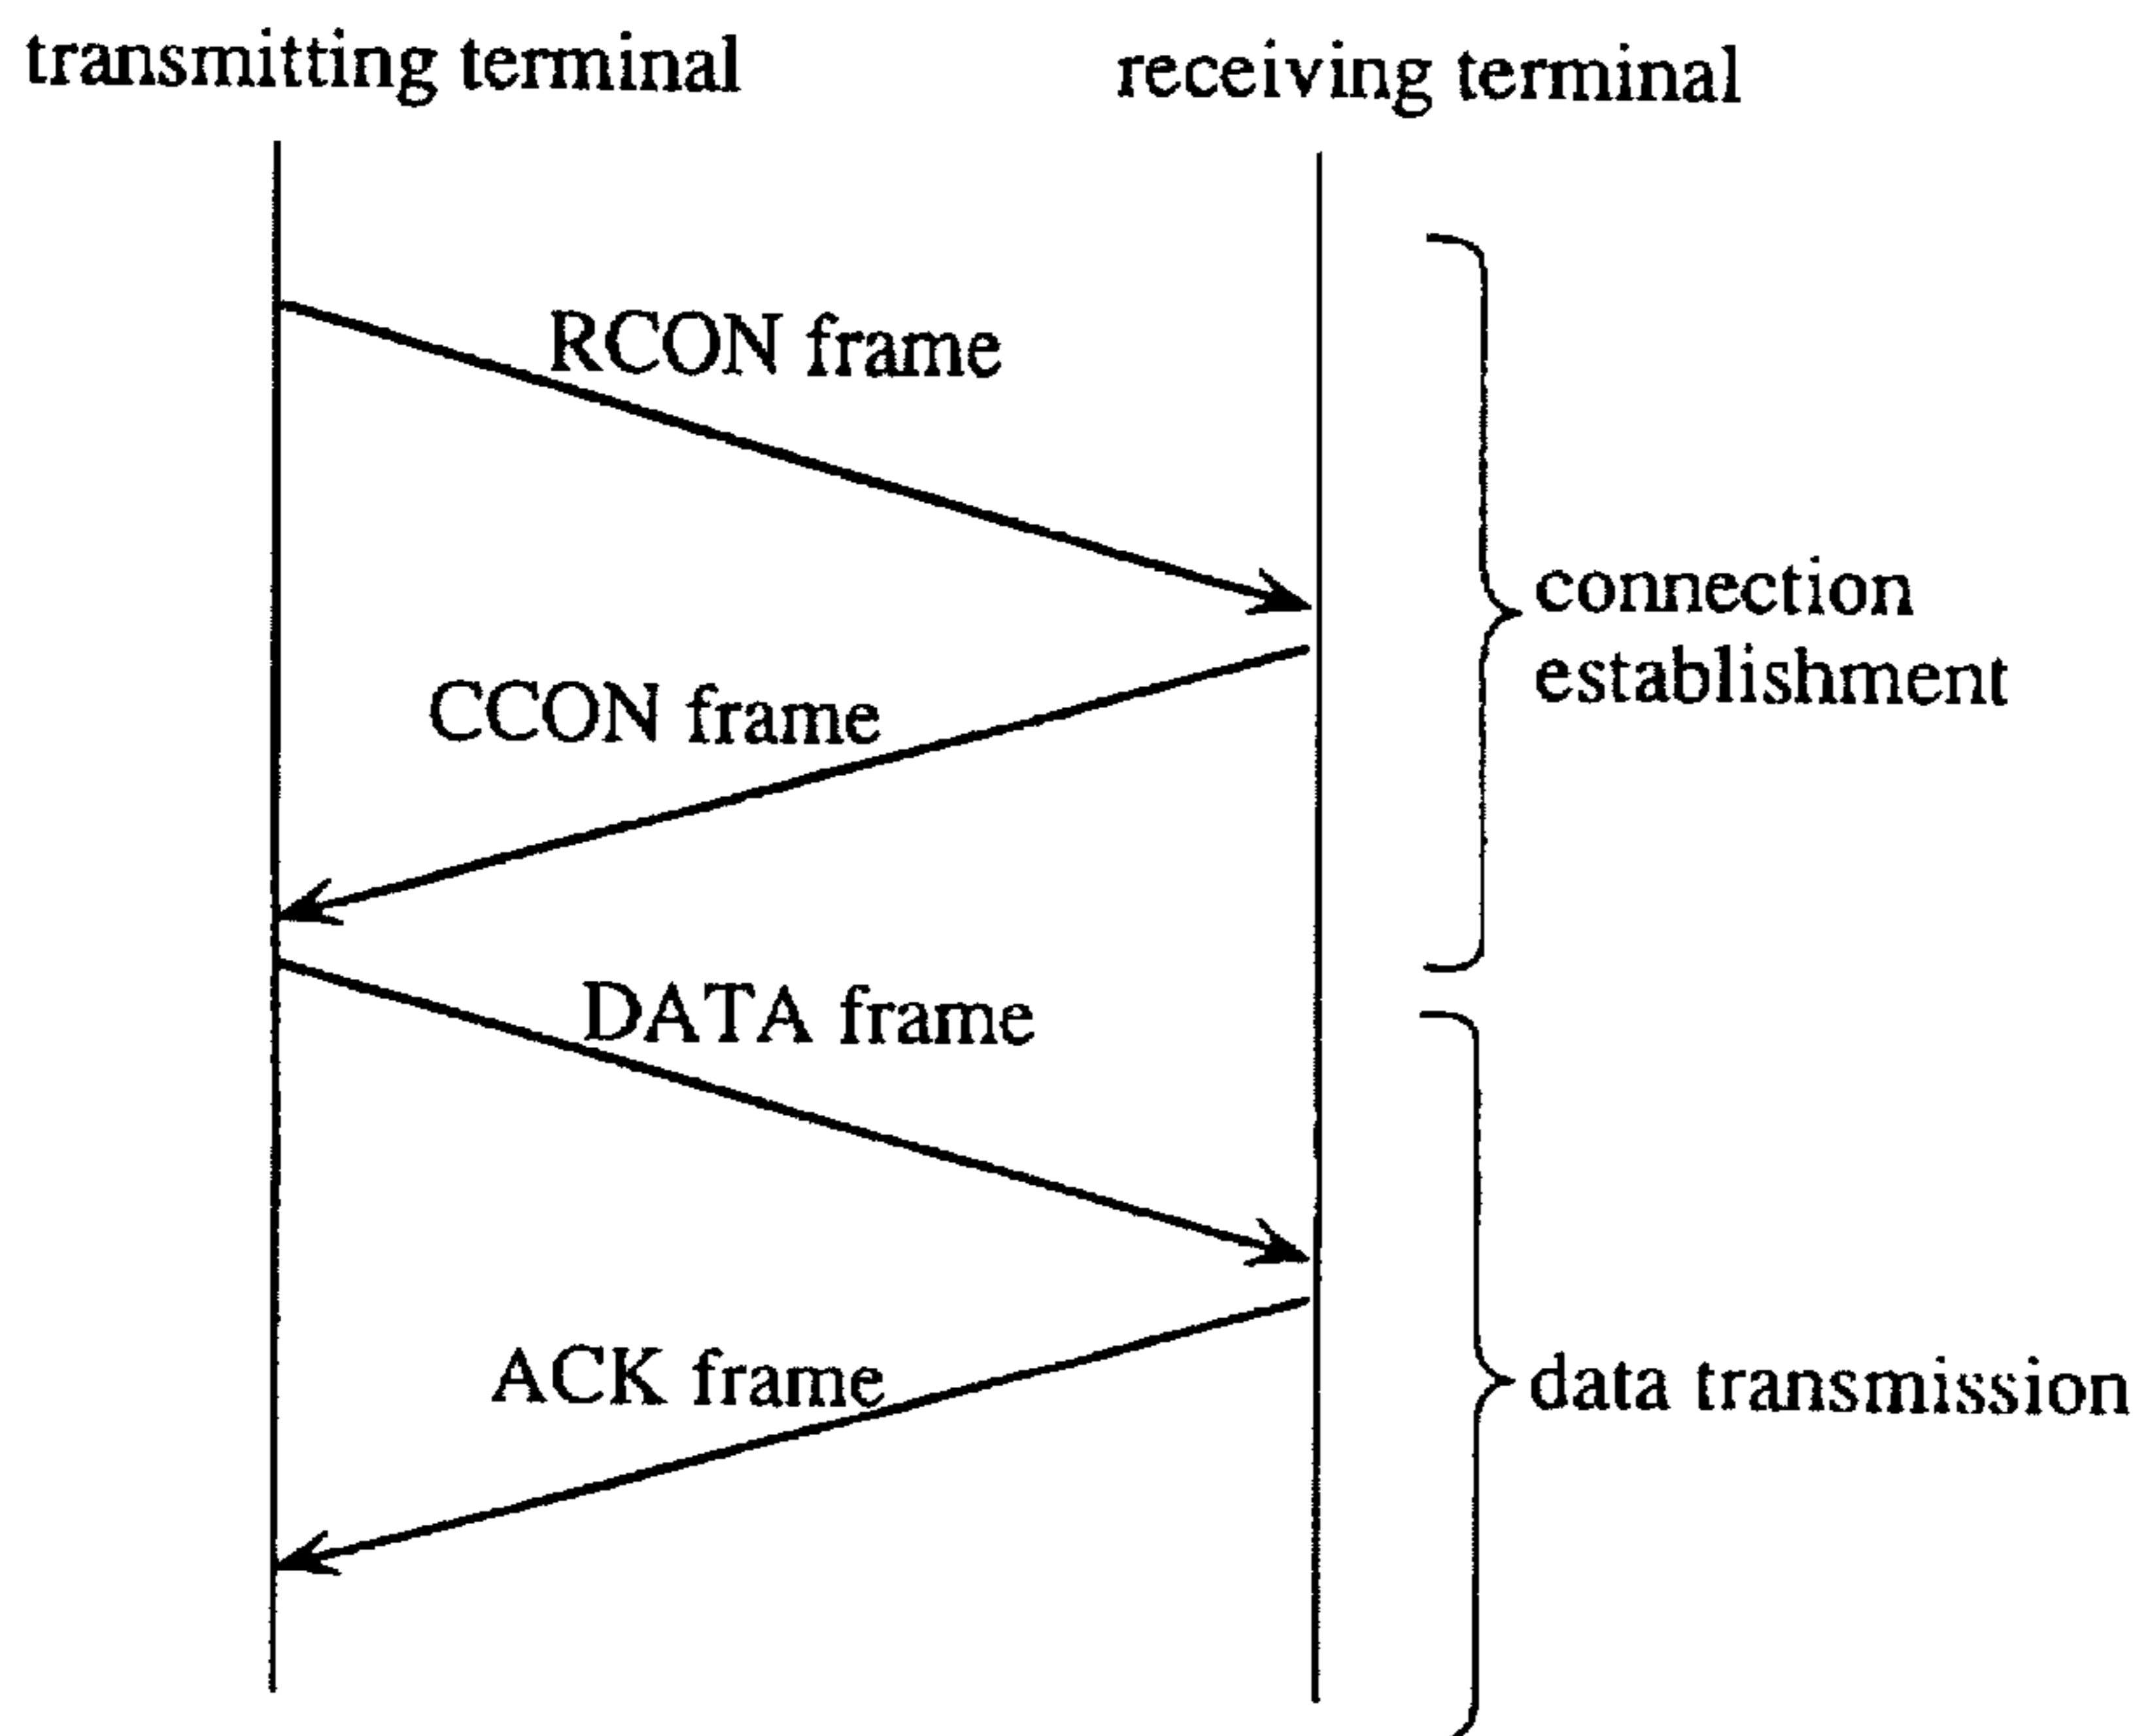 transmitting terminal
receiving terminal
RCON frame
connection
establishment
CCON frame
DATA frame
ACK frame
data transmission